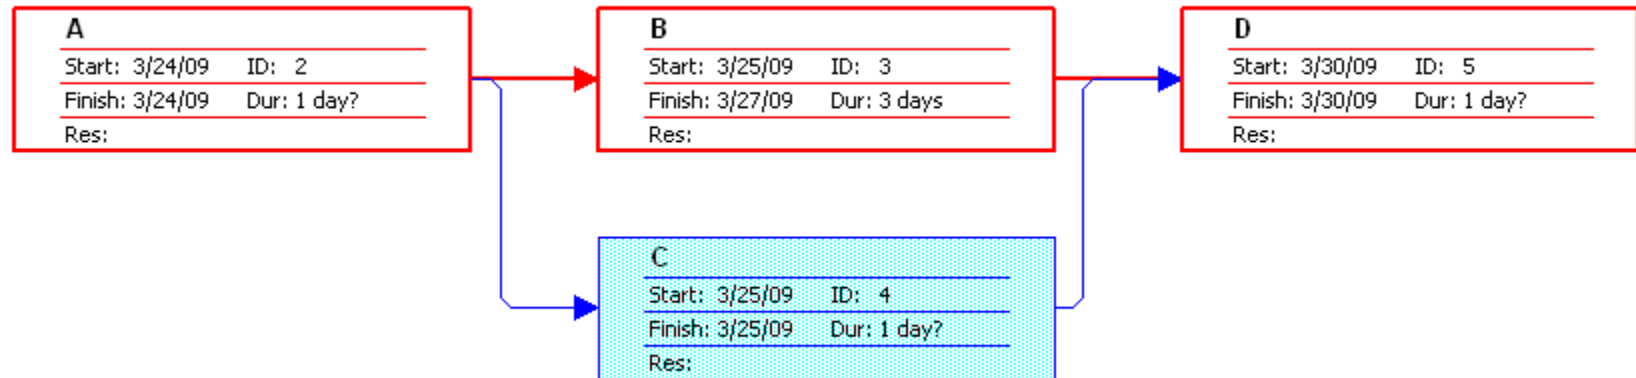 A
Start: 3/24/09 ID: 2
Finish: 3/24/09 Dur: 1 day?
Res:
B
Start: 3/25/09 ID: 3
Finish: 3/27/09 Dur: 3 days
Res:
D
Start: 3/30/09 ID: 5
Finish: 3/30/09 Dur: 1 day?
Res:
C
Start: 3/25/09 ID: 4
Finish: 3/25/09 Dur: 1 day?
Res: